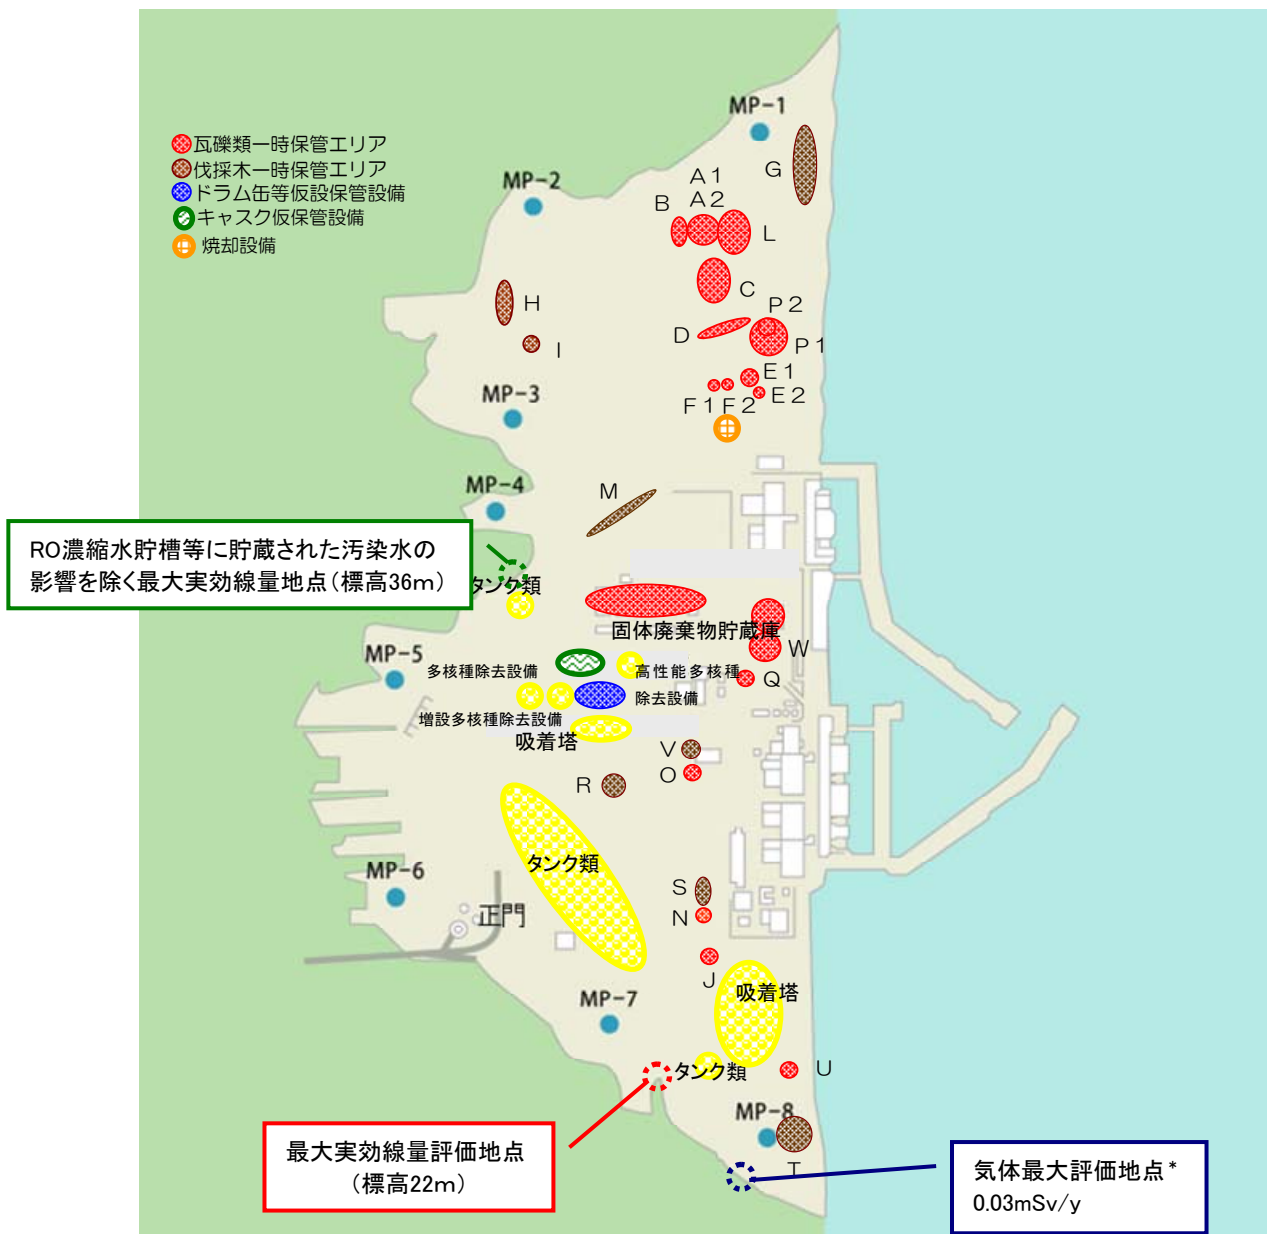 MP-1
瓦礫類一時保管エリア
伐採木一時保管エリア
ドラム缶等仮設保管設備
キャスク仮保管設備
焼却設備
G
A1
A2
MP-2
B
L
C
H
P2
D
P1
I
E1
E2
F1
F2
MP-3
MP-4
M
RO濃縮水貯槽等に貯蔵された汚染水の
影響を除く最大実効線量地点(標高36m)
タンク類
固体廃棄物貯蔵庫
W
MP-5
多核種除去設備
高性能多核種
除去設備
Q
増設多核種除去設備
吸着塔
V
O
R
タンク類
MP-6
S
N
正門
J
吸着塔
MP-7
タンク類
U
MP-8
T
最大実効線量評価地点
(標高22m)
気体最大評価地点*
0.03mSv/y